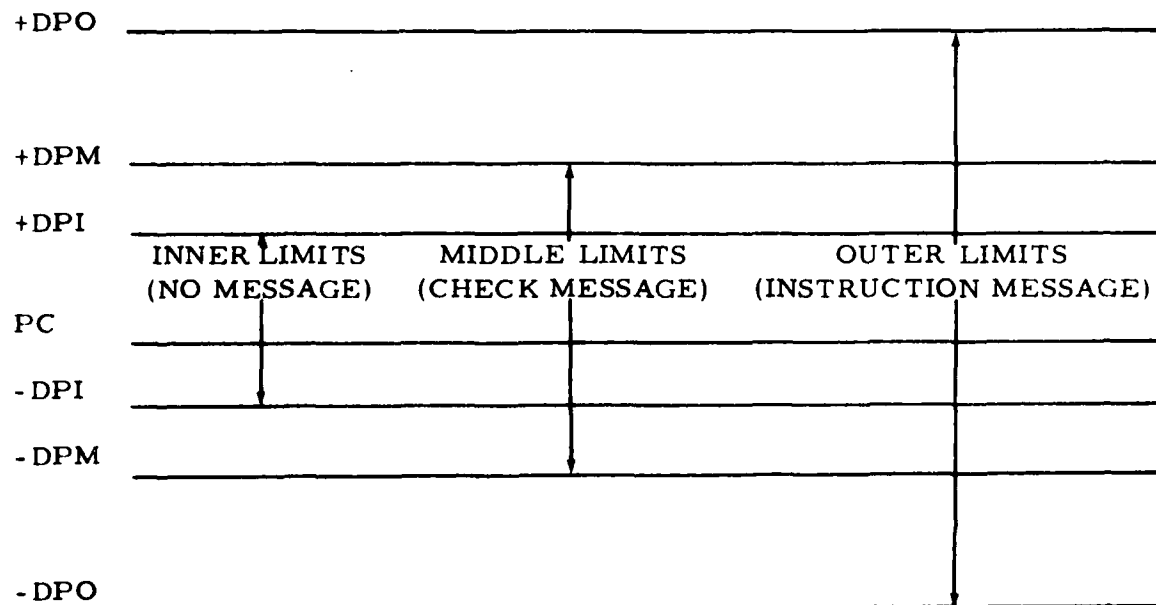 +DPO
+DPM
+DPI
INNER LIMITS
(NO MESSAGE)
MIDDLE LIMITS
(CHECK MESSAGE)
OUTER LIMITS
(INSTRUCTION MESSAGE)
PC
-DPI
-DPM
-DPO